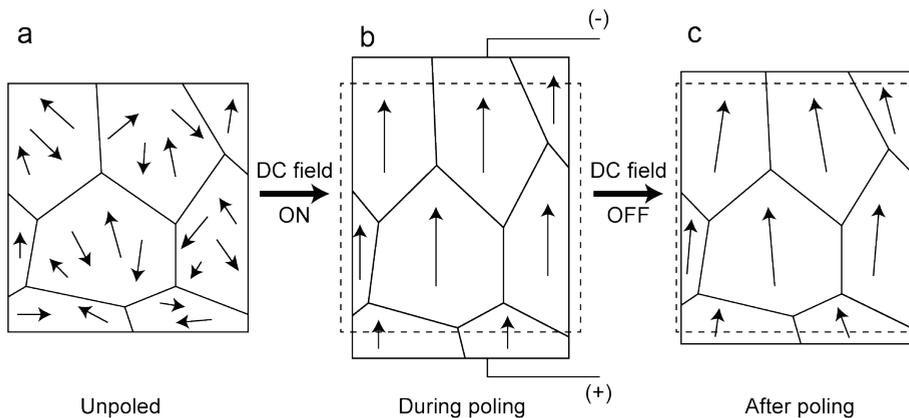 a
b
c
(-)
DC field
ON
DC field
OFF
(+)
Unpoled
During poling
After poling